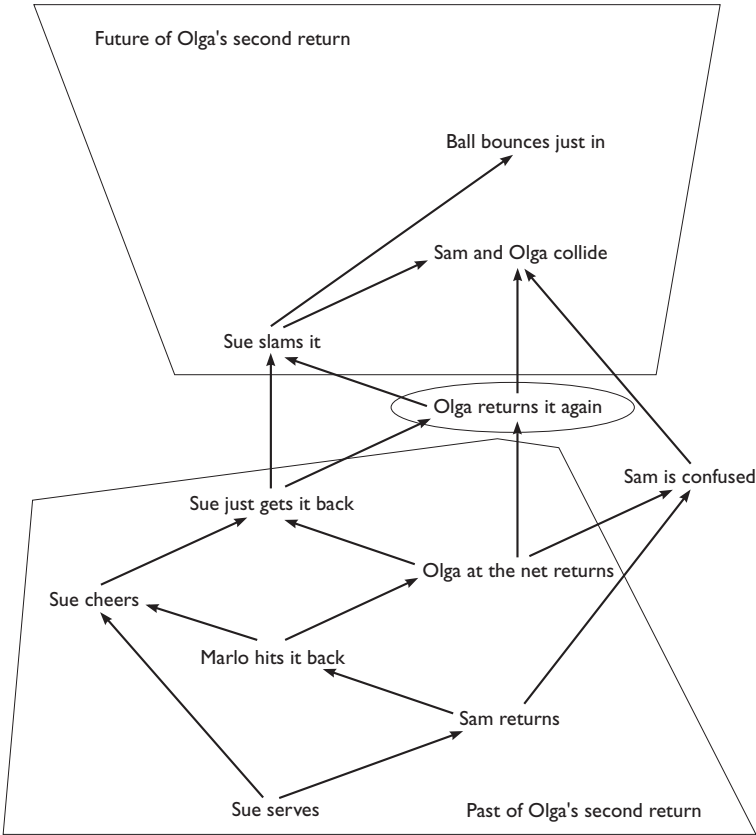 Future of Olga's second return
Ball bounces just in
Sam and Olga collide
Sue slams it
Olga returns it again
Sam is confused
Sue just gets it back
Olga at the net returns
Sue cheers
Marlo hits it back
Sam returns
Sue serves
Past of Olga's second return